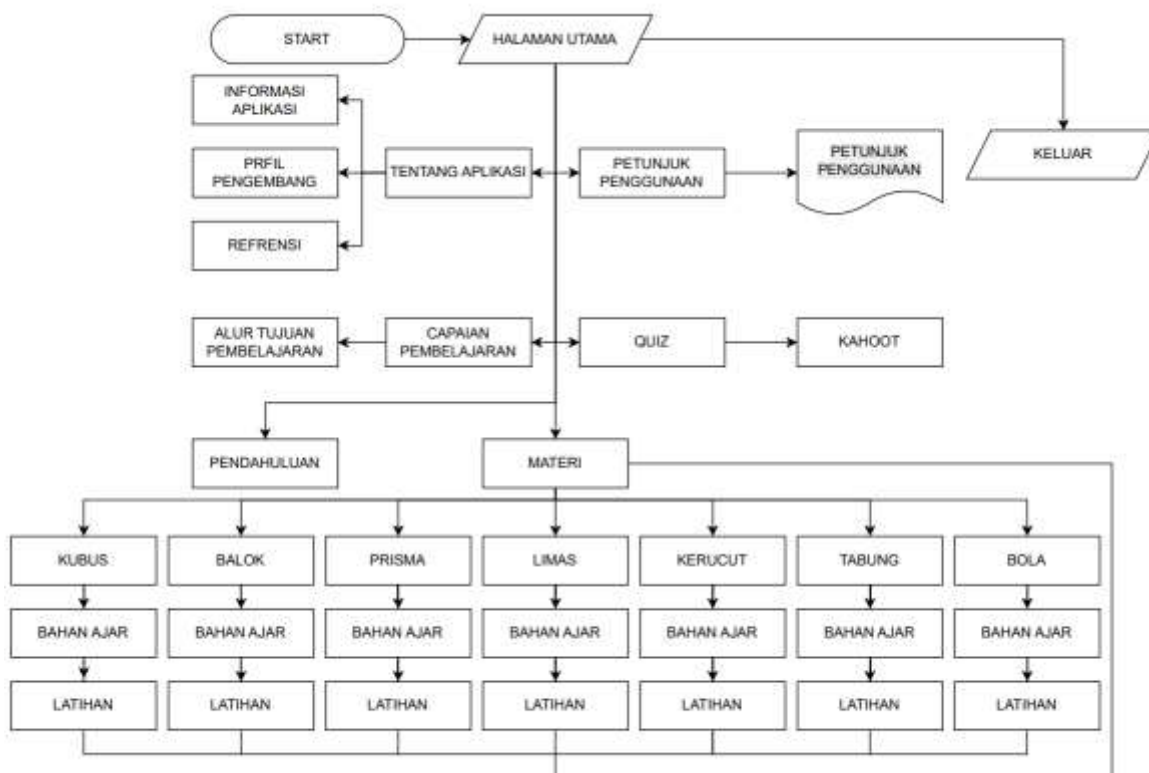 START
HALAMAN UTAMA
INFORMASI
APLIKASI
PRFIL
PENGEMBANG
TENTANG APLIKASI
PETUNJUK
PENGGUNAAN
PETUNJUK
PENGGUNAAN
KELUAR
REFRENSI
ALUR TUJUAN
PEMBELAJARAN
CAPAIAN
PEMBELAJARAN
QUIZ
KAHOOT
PENDAHULUAN
MATERI
KUBUS
BALOK
PRISMA
LIMAS
KERUCUT
TABUNG
BOLA
BAHAN AJAR
BAHAN AJAR
BAHAN AJAR
BAHAN AJAR
BAHAN AJAR
BAHAN AJAR
BAHAN AJAR
LATIHAN
LATIHAN
LATIHAN
LATIHAN
LATIHAN
LATIHAN
LATIHAN